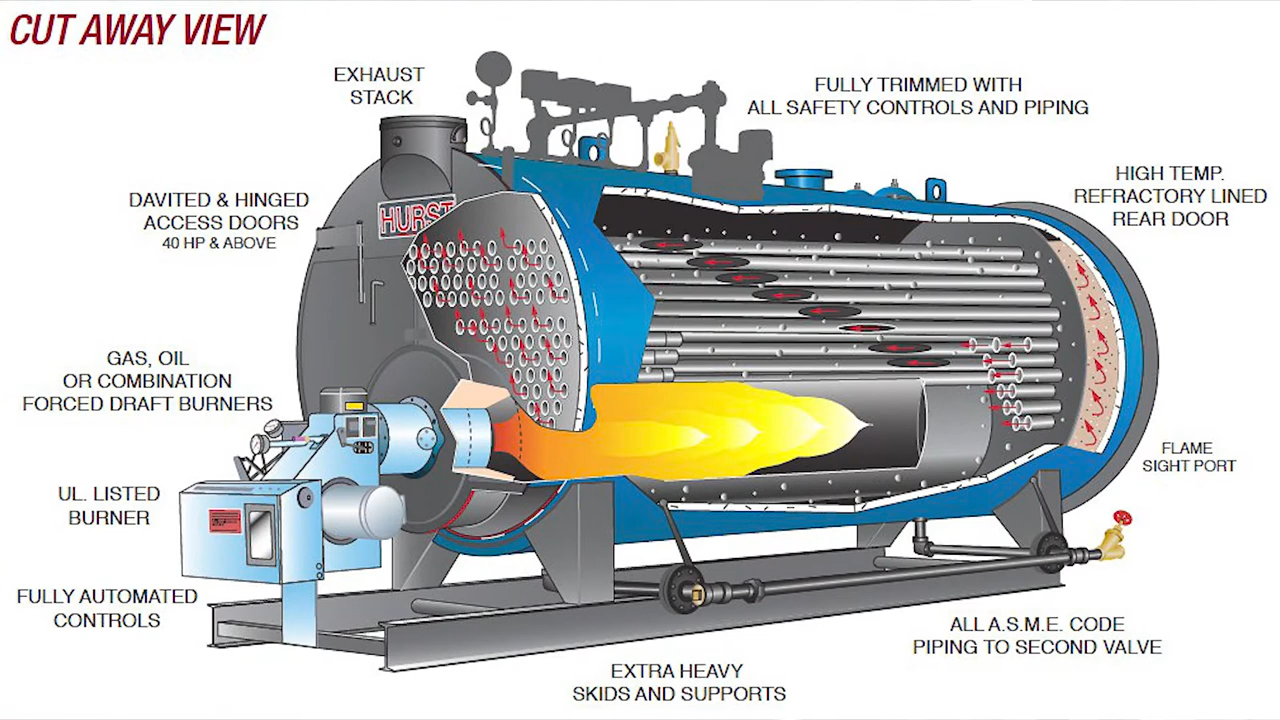 CUT AWAY VIEW
EXHAUST
STACK
FULLY TRIMMED WITH
ALL SAFETY CONTROLS AND PIPING
DAVITED & HINGED
ACCESS DOORS
40 HP & ABOVE
HURST
HIGH TEMP.
REFRACTORY LINED
REAR DOOR
GAS, OIL
OR COMBINATION
FORCED DRAFT BURNERS
FLAME
SIGHT PORT
UL. LISTED
BURNER
FULLY AUTOMATED
CONTROLS
ALL A.S.M.E. CODE
PIPING TO SECOND VALVE
EXTRA HEAVY
SKIDS AND SUPPORTS